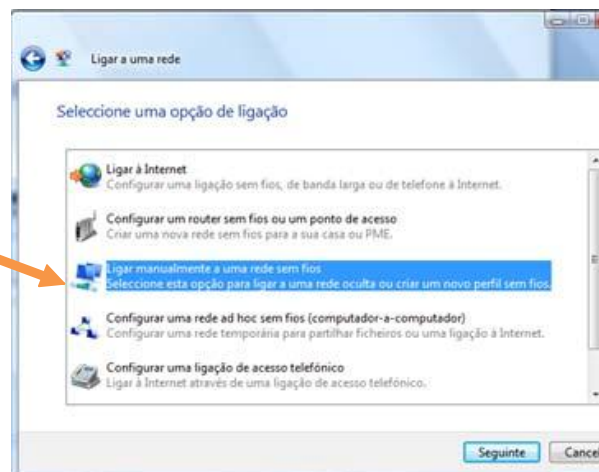 Ligar a uma rede
Seleccione uma opção de ligação
Ligar à Internet
Configurar uma ligação sem fios, de banda larga ou de telefone à Internet.
Configurar um router sem fios ou um ponto de acesso
Criar uma nova rede sem fios para a sua casa ou PME.
Ligar manualmente a uma rede sem fios
Seleccione esta opção para ligar a uma rede oculta ou criar um novo perfil sem fios.
Configurar uma rede ad hoc sem fios (computador-a-computador)
Configurar uma rede temporária para partilhar ficheiros ou uma ligação à Internet.
Configurar uma ligação de acesso telefónico
Ligar à Internet através de uma ligação de acesso telefónico.
Seguinte Cancel